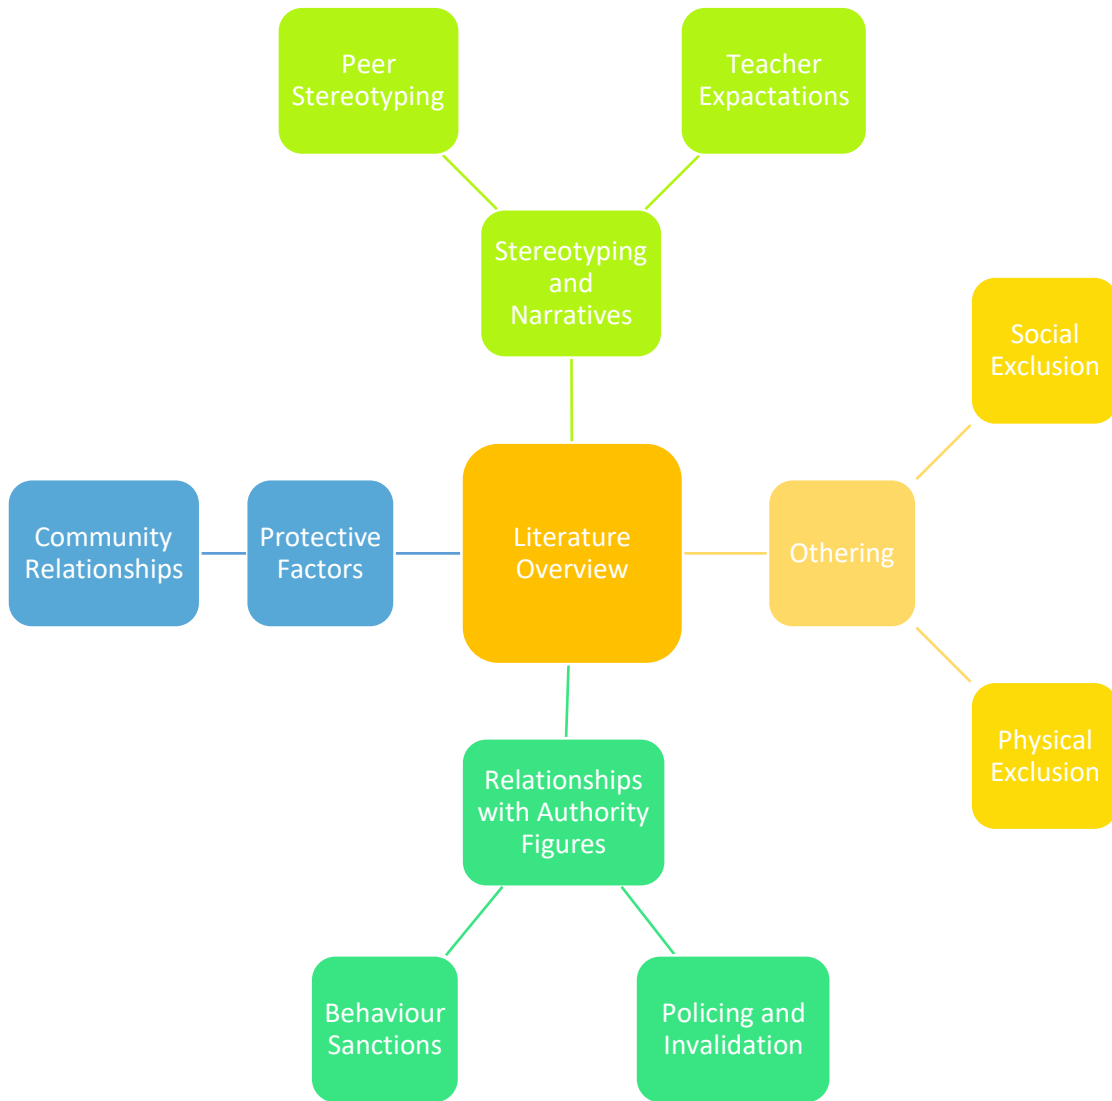 Peer
Stereotyping
Teacher
Expactations
Stereotyping
and
Narratives
Social
Exclusion
Community
Relationships
Protective
Factors
Literature
Overview
Othering
Physical
Exclusion
Relationships
with Authority
Figures
Behaviour
Sanctions
Policing and
Invalidation